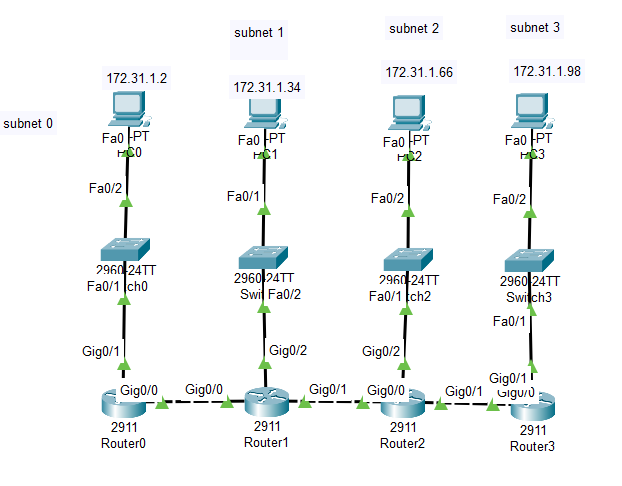 subnet 1
subnet 2
subnet 3
172.31.1.2
172.31.1.34
172.31.1.66
172.31.1.98
subnet 0
Fa0 -PT
Fa0 -PT
Fa0 -PT
Fa0 -PT
Fa0/2
Fa0/1
Fa0/2
Fa0/2
2960-24TT
Fa0/1
2960-24TT
Fa0/2
2960-24TT
Fa0/1
2960-24TT
Switch3
Fa0/1
Gig0/1
Gig0/2
Gig0/2
Gig0/1
Gig0/0
Gig0/0
Gig0/1
Gig0/0
Gig0/1
Gig0/0
2911
Router0
2911
Router1
2911
Router2
2911
Router3